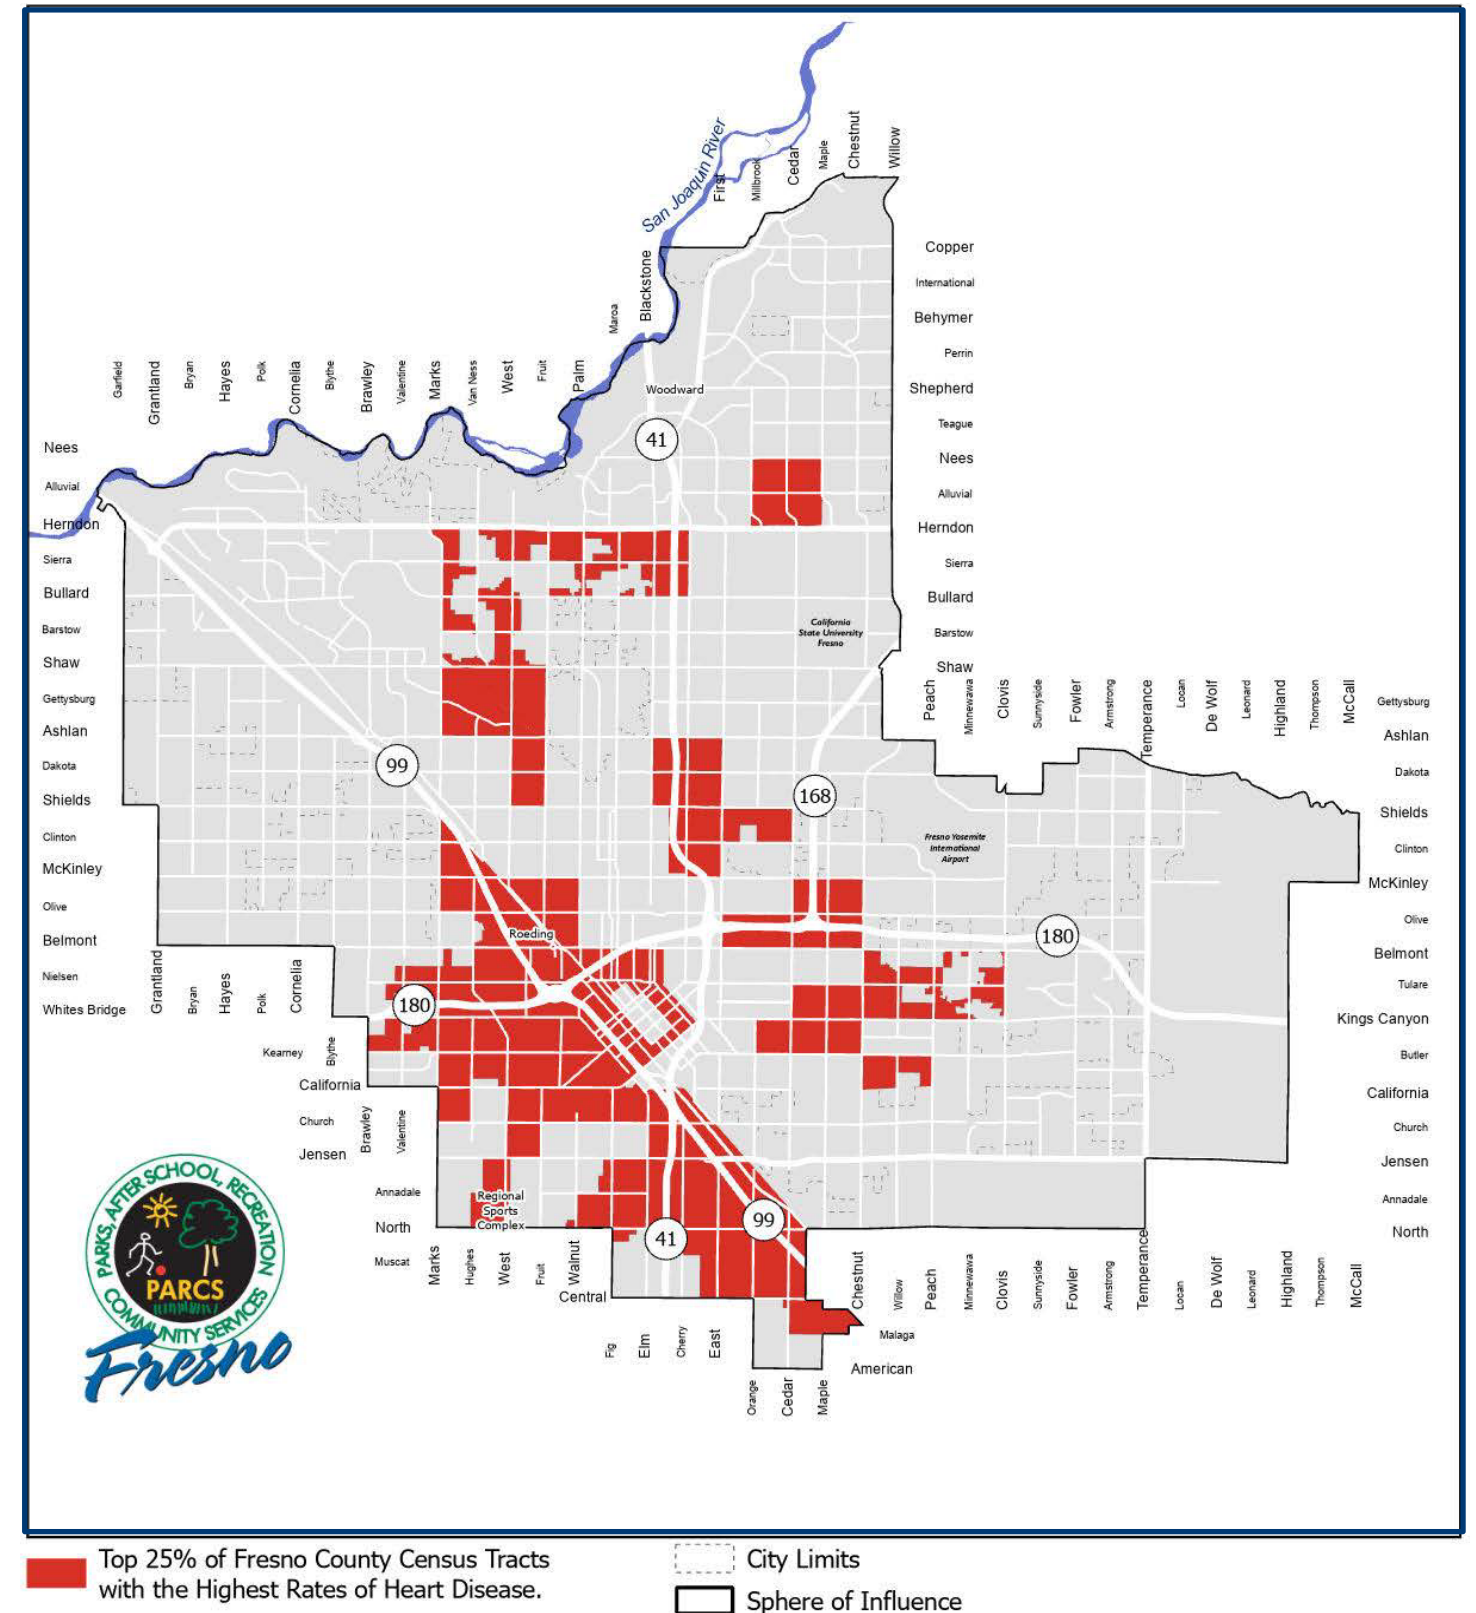 San Joaquin River
First
Millbrook
Cedar
Maple
Chestnut
Willow
Copper
International
Behymer
Perrin
Shepherd
Teague
Nees
Alluvial
Herndon
Sierra
Bullard
Barstow
Shaw
Garfield
Grantland
Bryan
Hayes
Polk
Cornelia
Blythe
Brawley
Valentine
Marks
Van Ness
West
Fruit
Palm
Maroa
Blackstone
Woodward
41
Nees
Alluvial
Herndon
Sierra
Bullard
Barstow
Shaw
Gettysburg
Ashlan
Dakota
Shields
Clinton
McKinley
Olive
Belmont
Nielsen
Whites Bridge
California
State University
Fresno
Peach
Minnewawa
Clovis
Sunnyside
Fowler
Armstrong
Temperance
Locan
De Wolf
Leonard
Highland
Thompson
McCall
Gettysburg
Ashlan
Dakota
Shields
Clinton
McKinley
Olive
Belmont
Tulare
Kings Canyon
Butler
California
Church
Jensen
Annadale
North
99
168
Fresno Yosemite
International
Airport
Roeding
180
180
Grantland
Bryan
Hayes
Polk
Cornelia
Kearney
Blythe
California
Church
Brawley
Valentine
Jensen
Annadale
North
Muscat
Regional
Sports
Complex
41
99
Marks
Hughes
West
Fruit
Walnut
Central
Fig
Elm
Cherry
East
Orange
Cedar
Maple
Malaga
American
Chestnut
Willow
Peach
Minnewawa
Clovis
Sunnyside
Fowler
Armstrong
Temperance
Locan
De Wolf
Leonard
Highland
Thompson
McCall
PARKS, AFTER SCHOOL, RECREATION
PARCS
COMMUNITY SERVICES
Fresno
Top 25% of Fresno County Census Tracts
with the Highest Rates of Heart Disease.
City Limits
Sphere of Influence